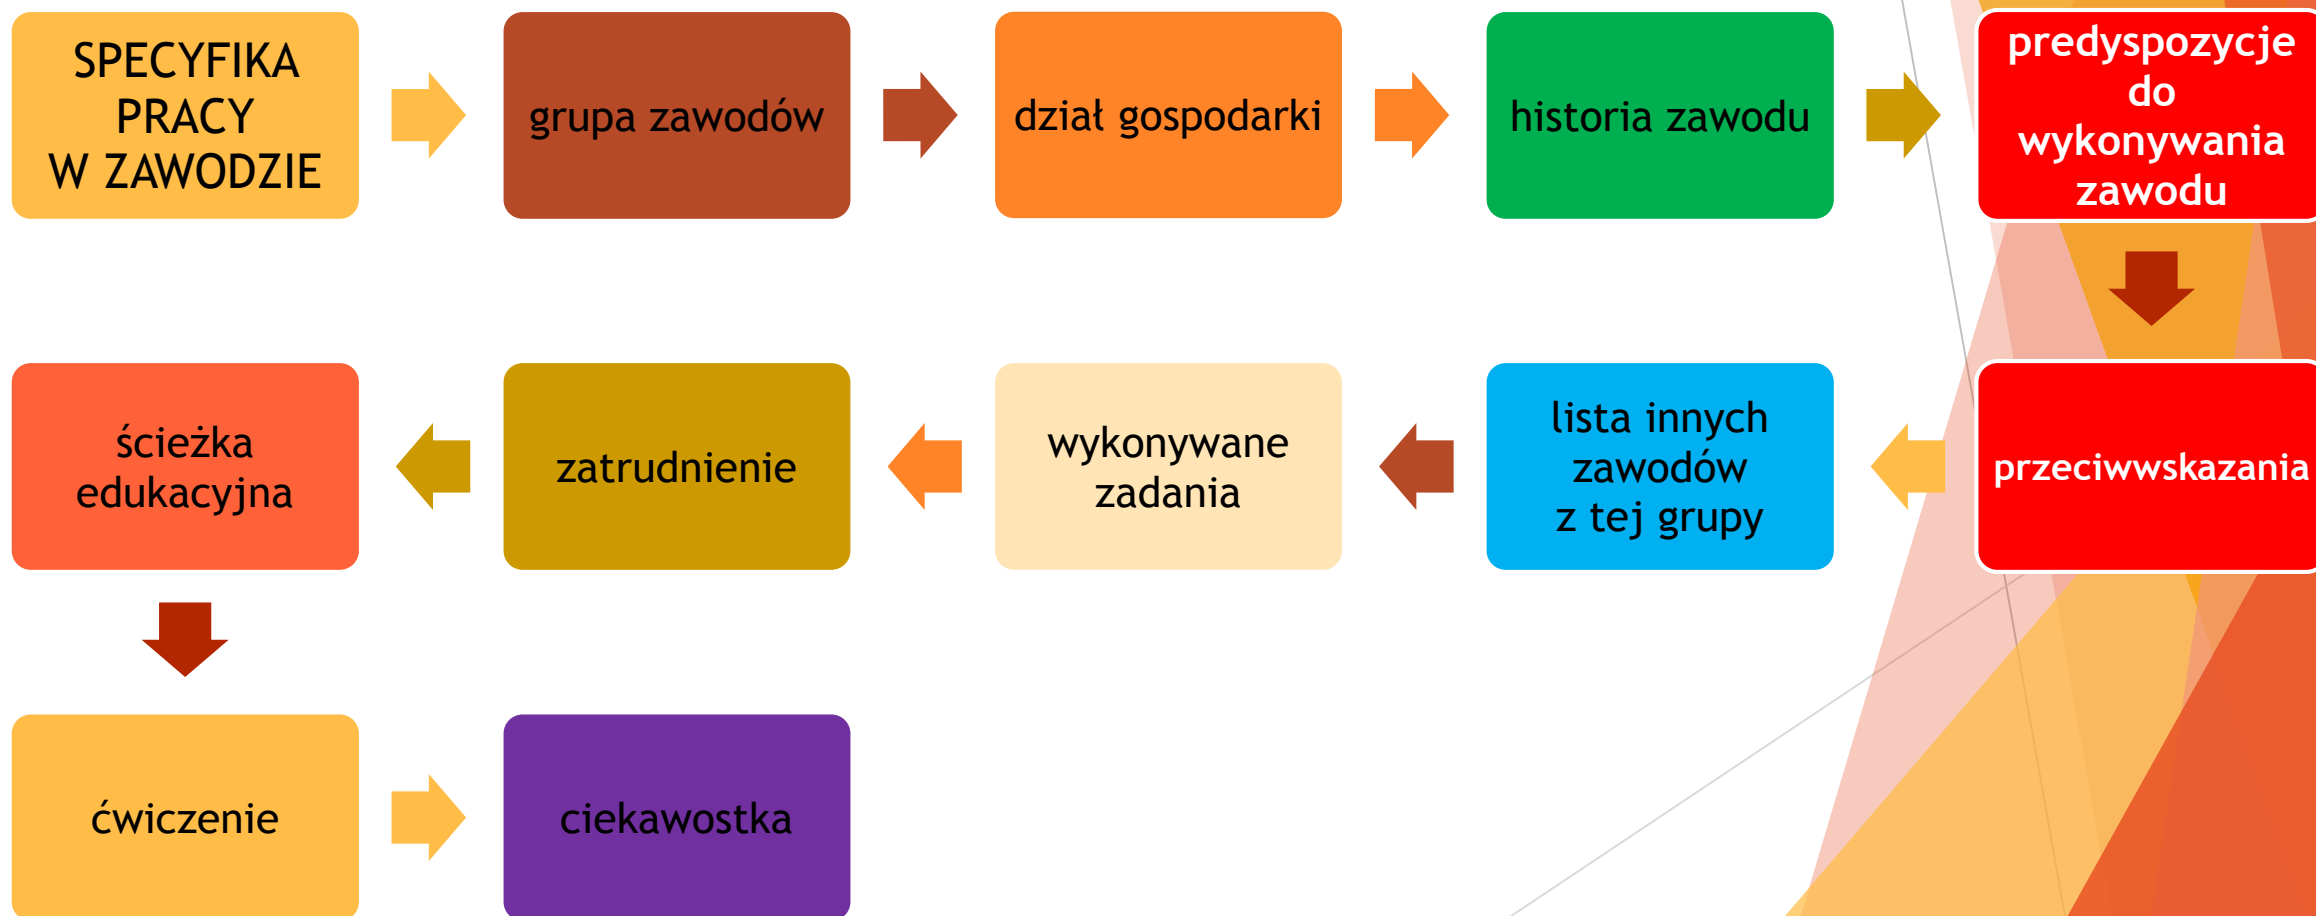 SPECYFIKA
PRACY
W ZAWODZIE
grupa zawodów
dział gospodarki
historia zawodu
predyspozycje
do
wykonywania
zawodu
przeciwwskazania
lista innych
zawodów
z tej grupy
wykonywane
zadania
zatrudnienie
ścieżka
edukacyjna
ćwiczenie
ciekawostka